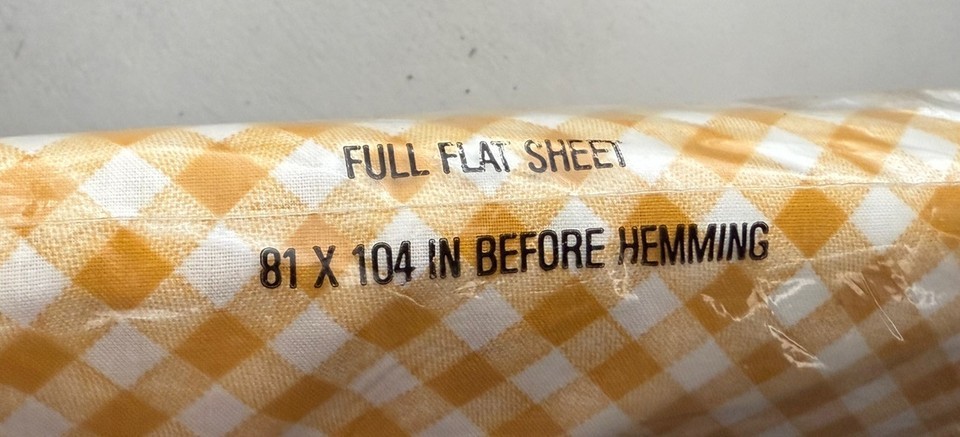 FULL FLAT SHEET
81 X 104 IN BEFORE HEMMING